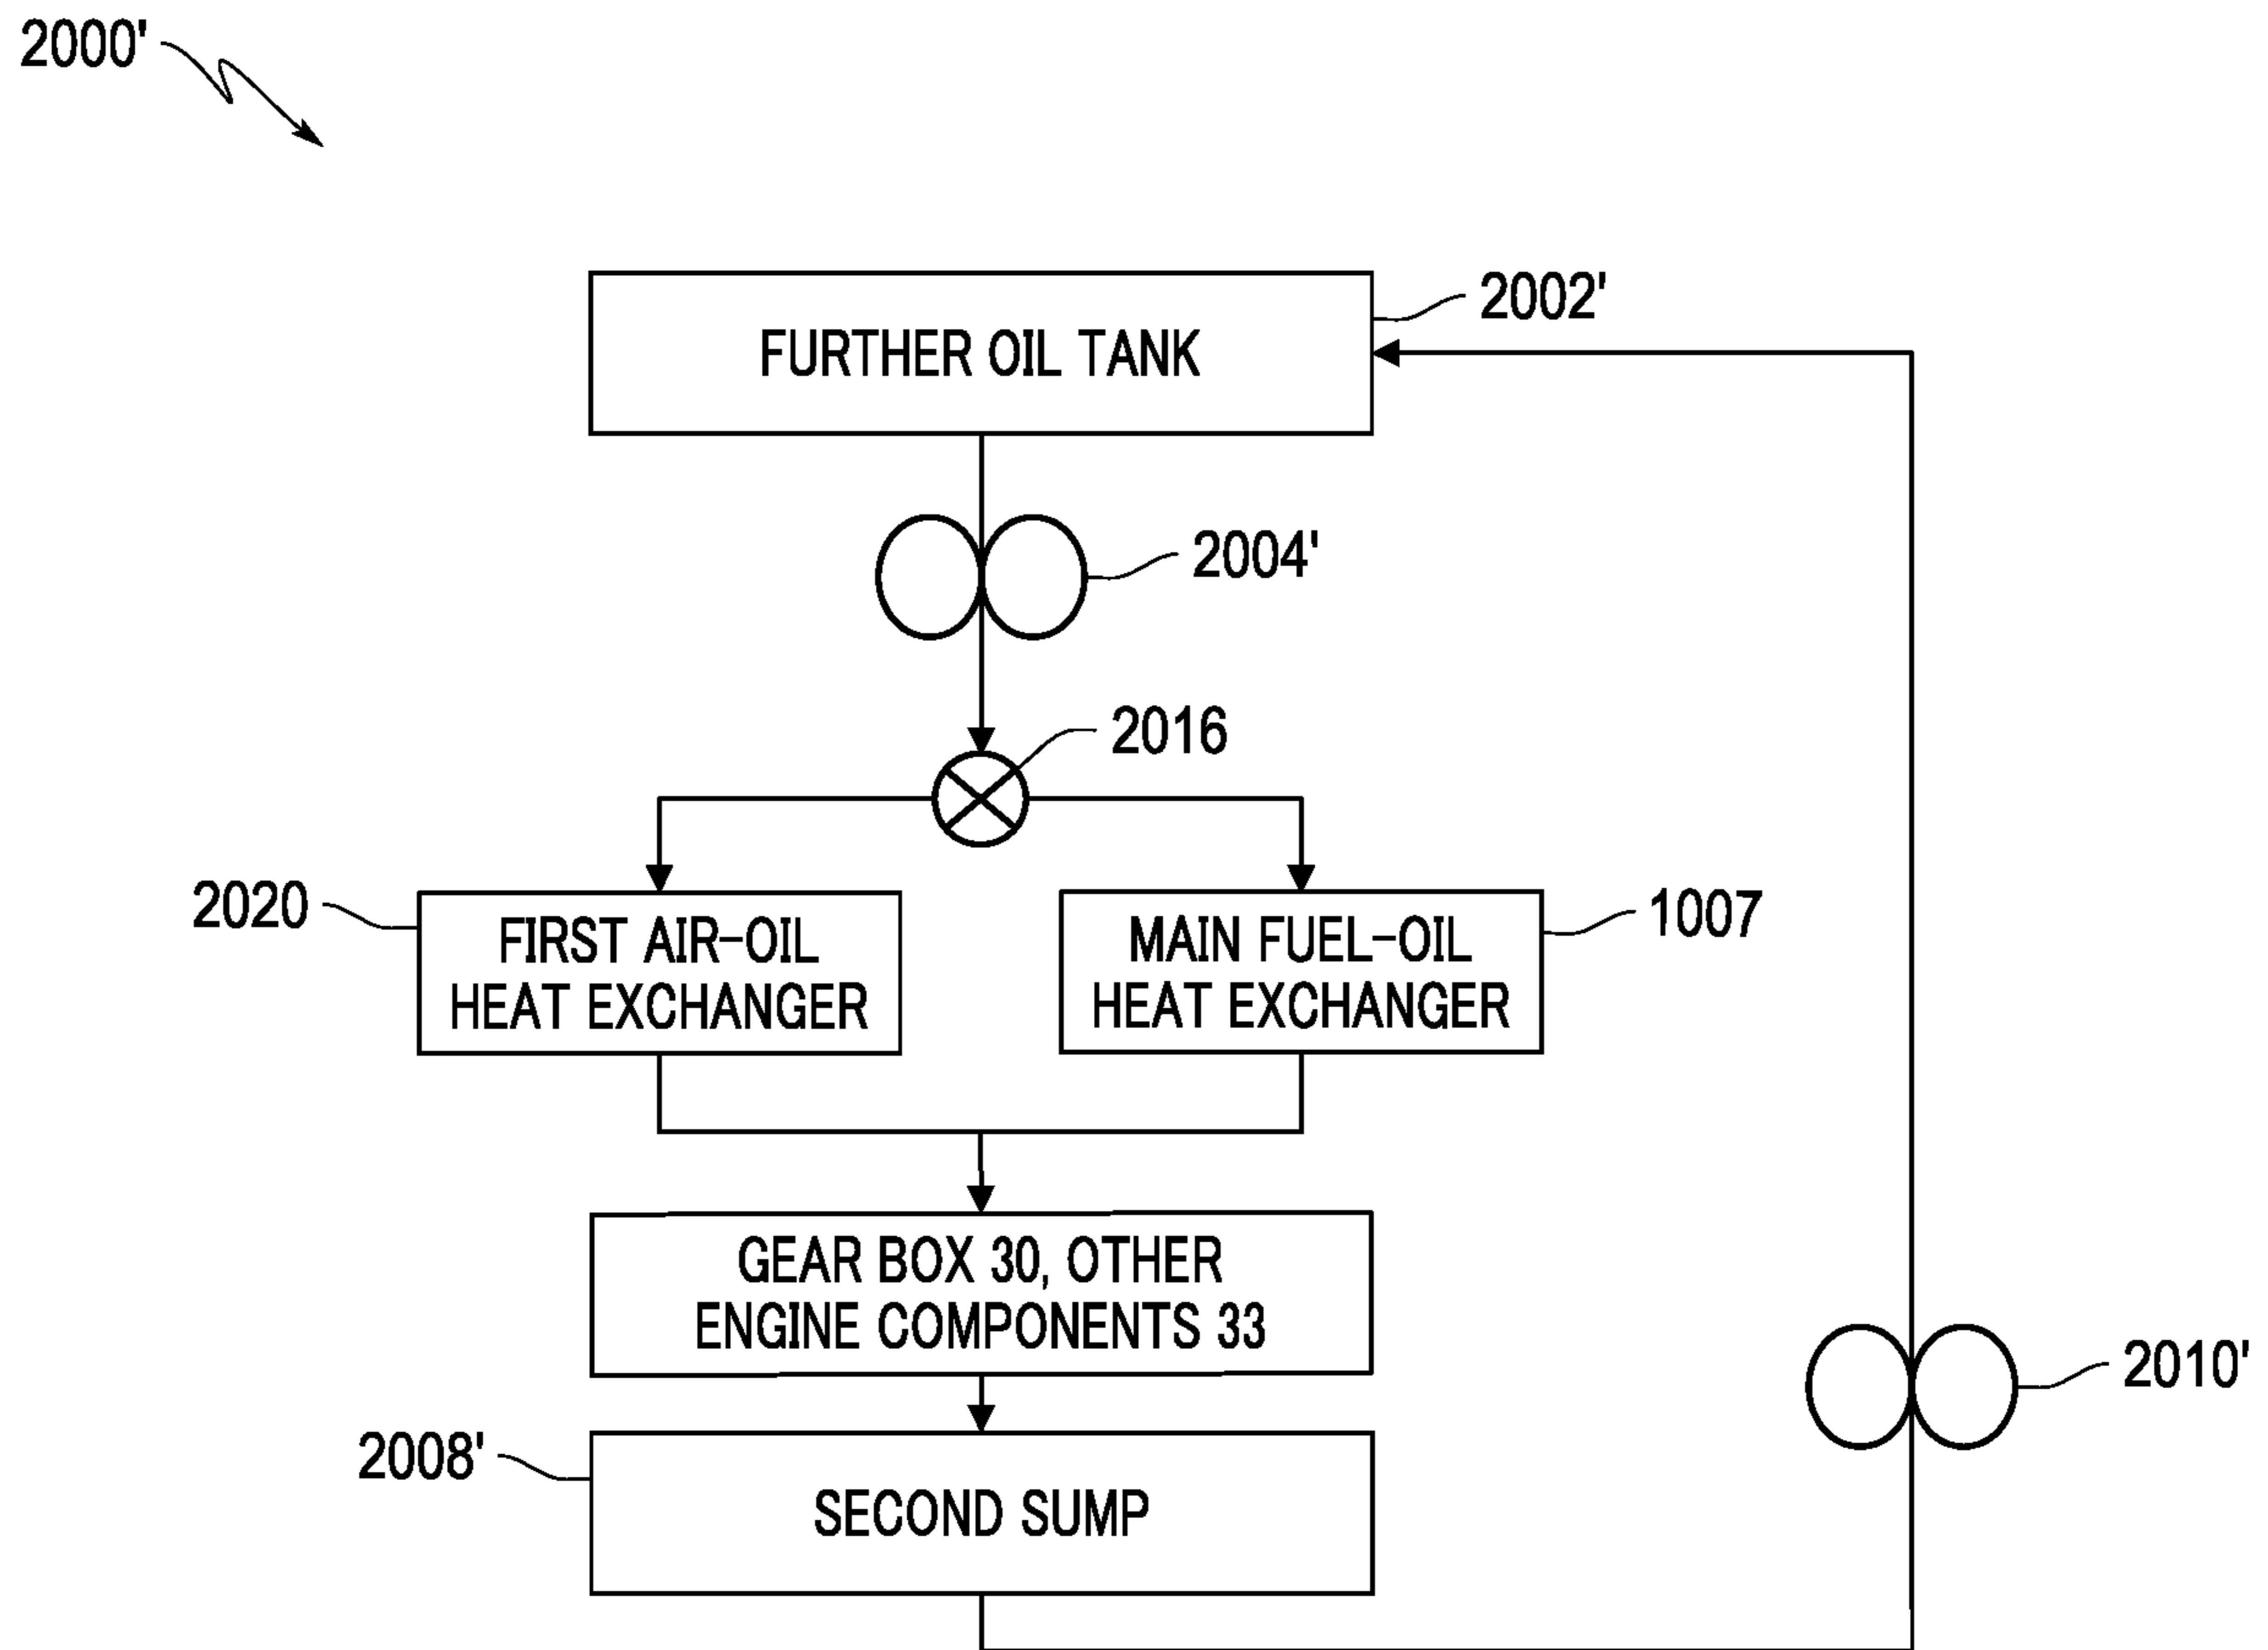 2000'
2002'
FURTHER OIL TANK
2004'
2016
2020
FIRST AIR-OIL
HEAT EXCHANGER
1007
MAIN FUEL-OIL
HEAT EXCHANGER
GEAR BOX 30, OTHER
ENGINE COMPONENTS 33
2010'
2008'
SECOND SUMP